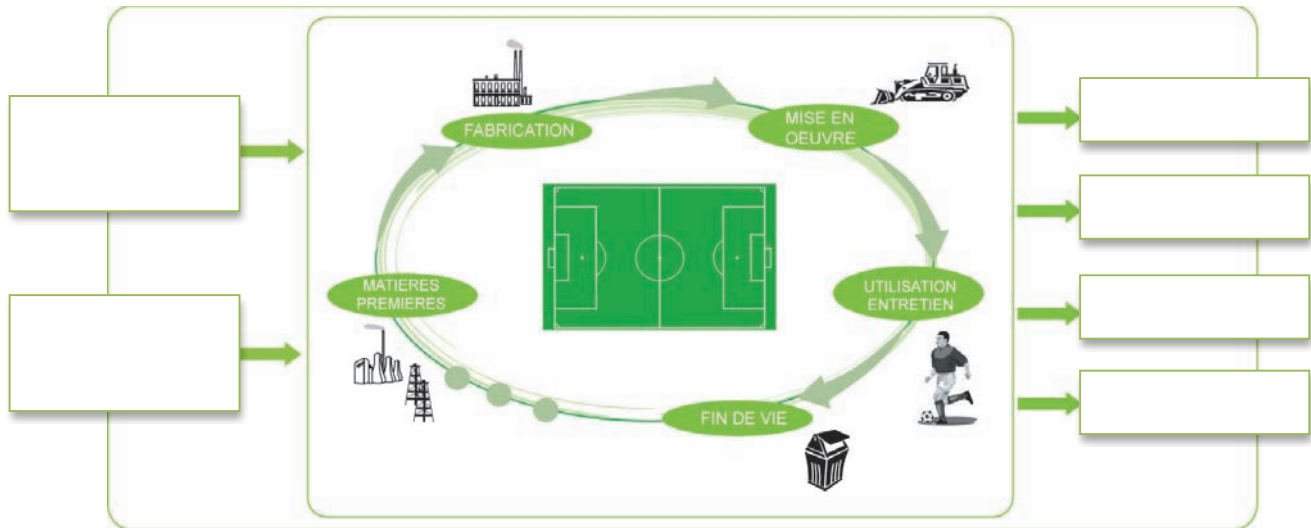 FABRICATION
MISE EN
OEUVRE
MATIERES
PREMIERES
UTILISATION
ENTRETIEN
FIN DE VIE